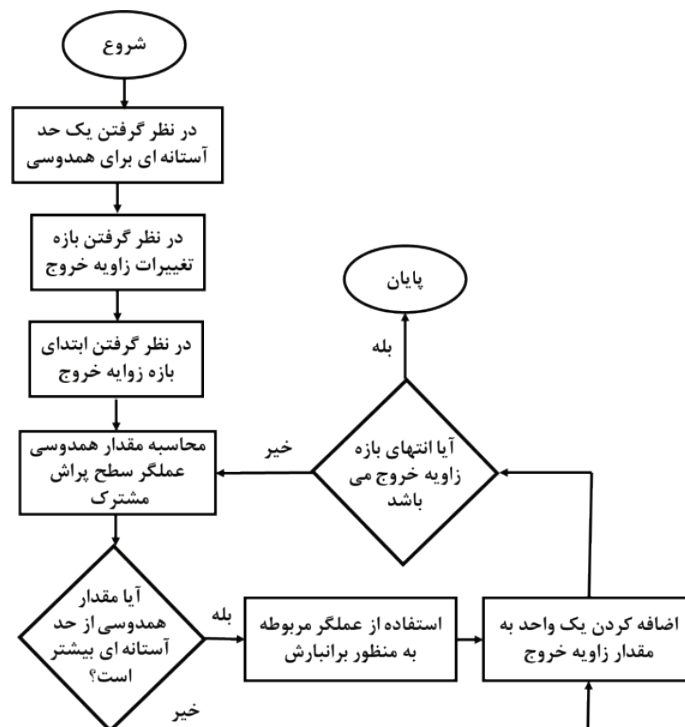 شروع
در نظر گرفتن یک حد
آستانه ای برای همدوسی
در نظر گرفتن بازه
تغییرات زاویه خروج
در نظر گرفتن ابتدای
بازه زوایه خروج
محاسبه مقدار همدوسی
عملگر سطح پراش
مشترک
آیا مقدار
همدوسی از حد
آستانه ای بیشتر
است؟
بله
خیر
استفاده از عملگر مربوطه
به منظور برانبارش
اضافه کردن یک واحد به
مقدار زاویه خروج
آیا انتهای بازه
زاویه خروج می
باشد
خیر
بله
پایان